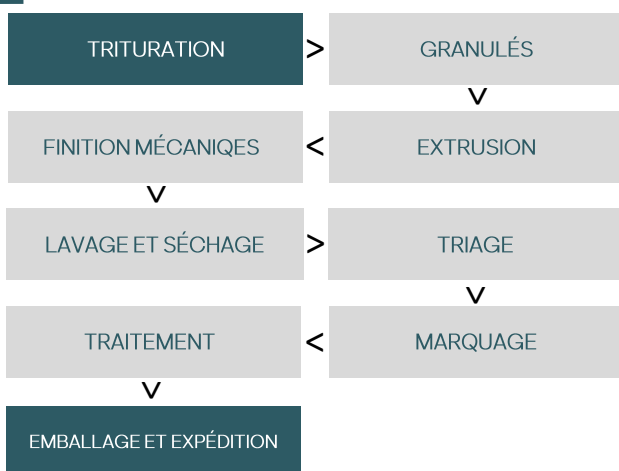 TRITURATION > GRANULÉS
V
FINITION MÉCANIQES < EXTRUSION
V
LAVAGE ET SÉCHAGE > TRIAGE
V
TRAITEMENT < MARQUAGE
V
EMBALLAGE ET EXPÉDITION